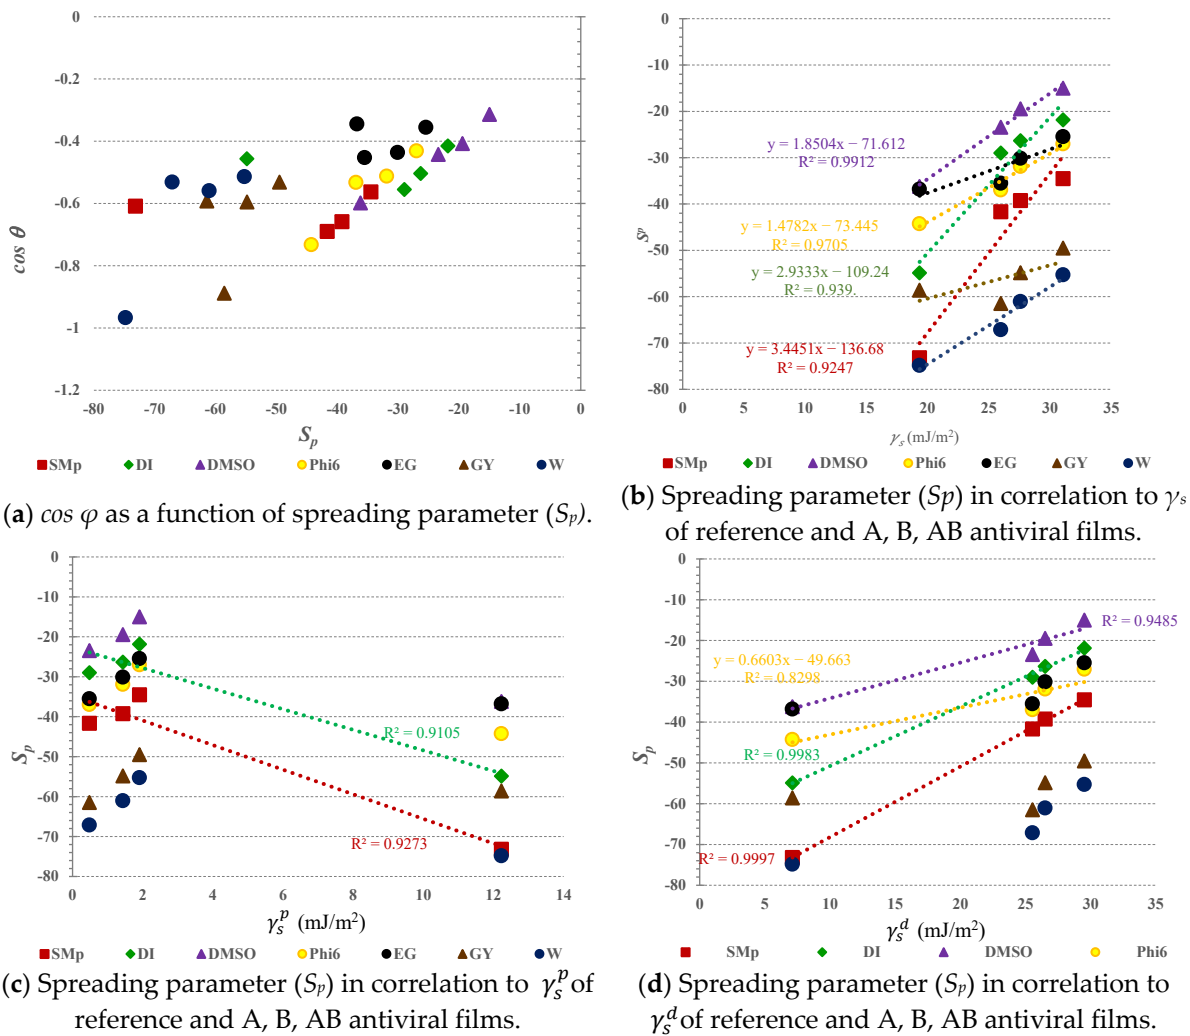 0
-0.2
-0.4
-0.6
-0.8
-1
-1.2
cos θ
-80 -70 -60 -50 -40 -30 -20 -10 0
Sp
SMp DI DMSO Phi6 EG GY W
(a) cos φ as a function of spreading parameter (Sp).
0
-10
-20
-30
-40
-50
-60
-70
-80
Sp
y = 1.8504x − 71.612
R² = 0.9912
y = 1.4782x − 73.445
R² = 0.9705
y = 2.9333x − 109.24
R² = 0.939.
y = 3.4451x − 136.68
R² = 0.9247
0 5 10 15 20 25 30 35
γs (mJ/m²)
SMp DI DMSO Phi6 EG GY W
(b) Spreading parameter (Sp) in correlation to γs
of reference and A, B, AB antiviral films.
0
-10
-20
-30
-40
-50
-60
-70
-80
Sp
R² = 0.9105
R² = 0.9273
0 2 4 6 8 10 12 14
γsp (mJ/m²)
SMp DI DMSO Phi6 EG GY W
(c) Spreading parameter (Sp) in correlation to γsp of
reference and A, B, AB antiviral films.
0
-10
-20
-30
-40
-50
-60
-70
-80
Sp
R² = 0.9485
y = 0.6603x − 49.663
R² = 0.8298
R² = 0.9983
R² = 0.9997
0 5 10 15 20 25 30 35
γsd (mJ/m²)
SMp DI DMSO Phi6
(d) Spreading parameter (Sp) in correlation to
γsd of reference and A, B, AB antiviral films.